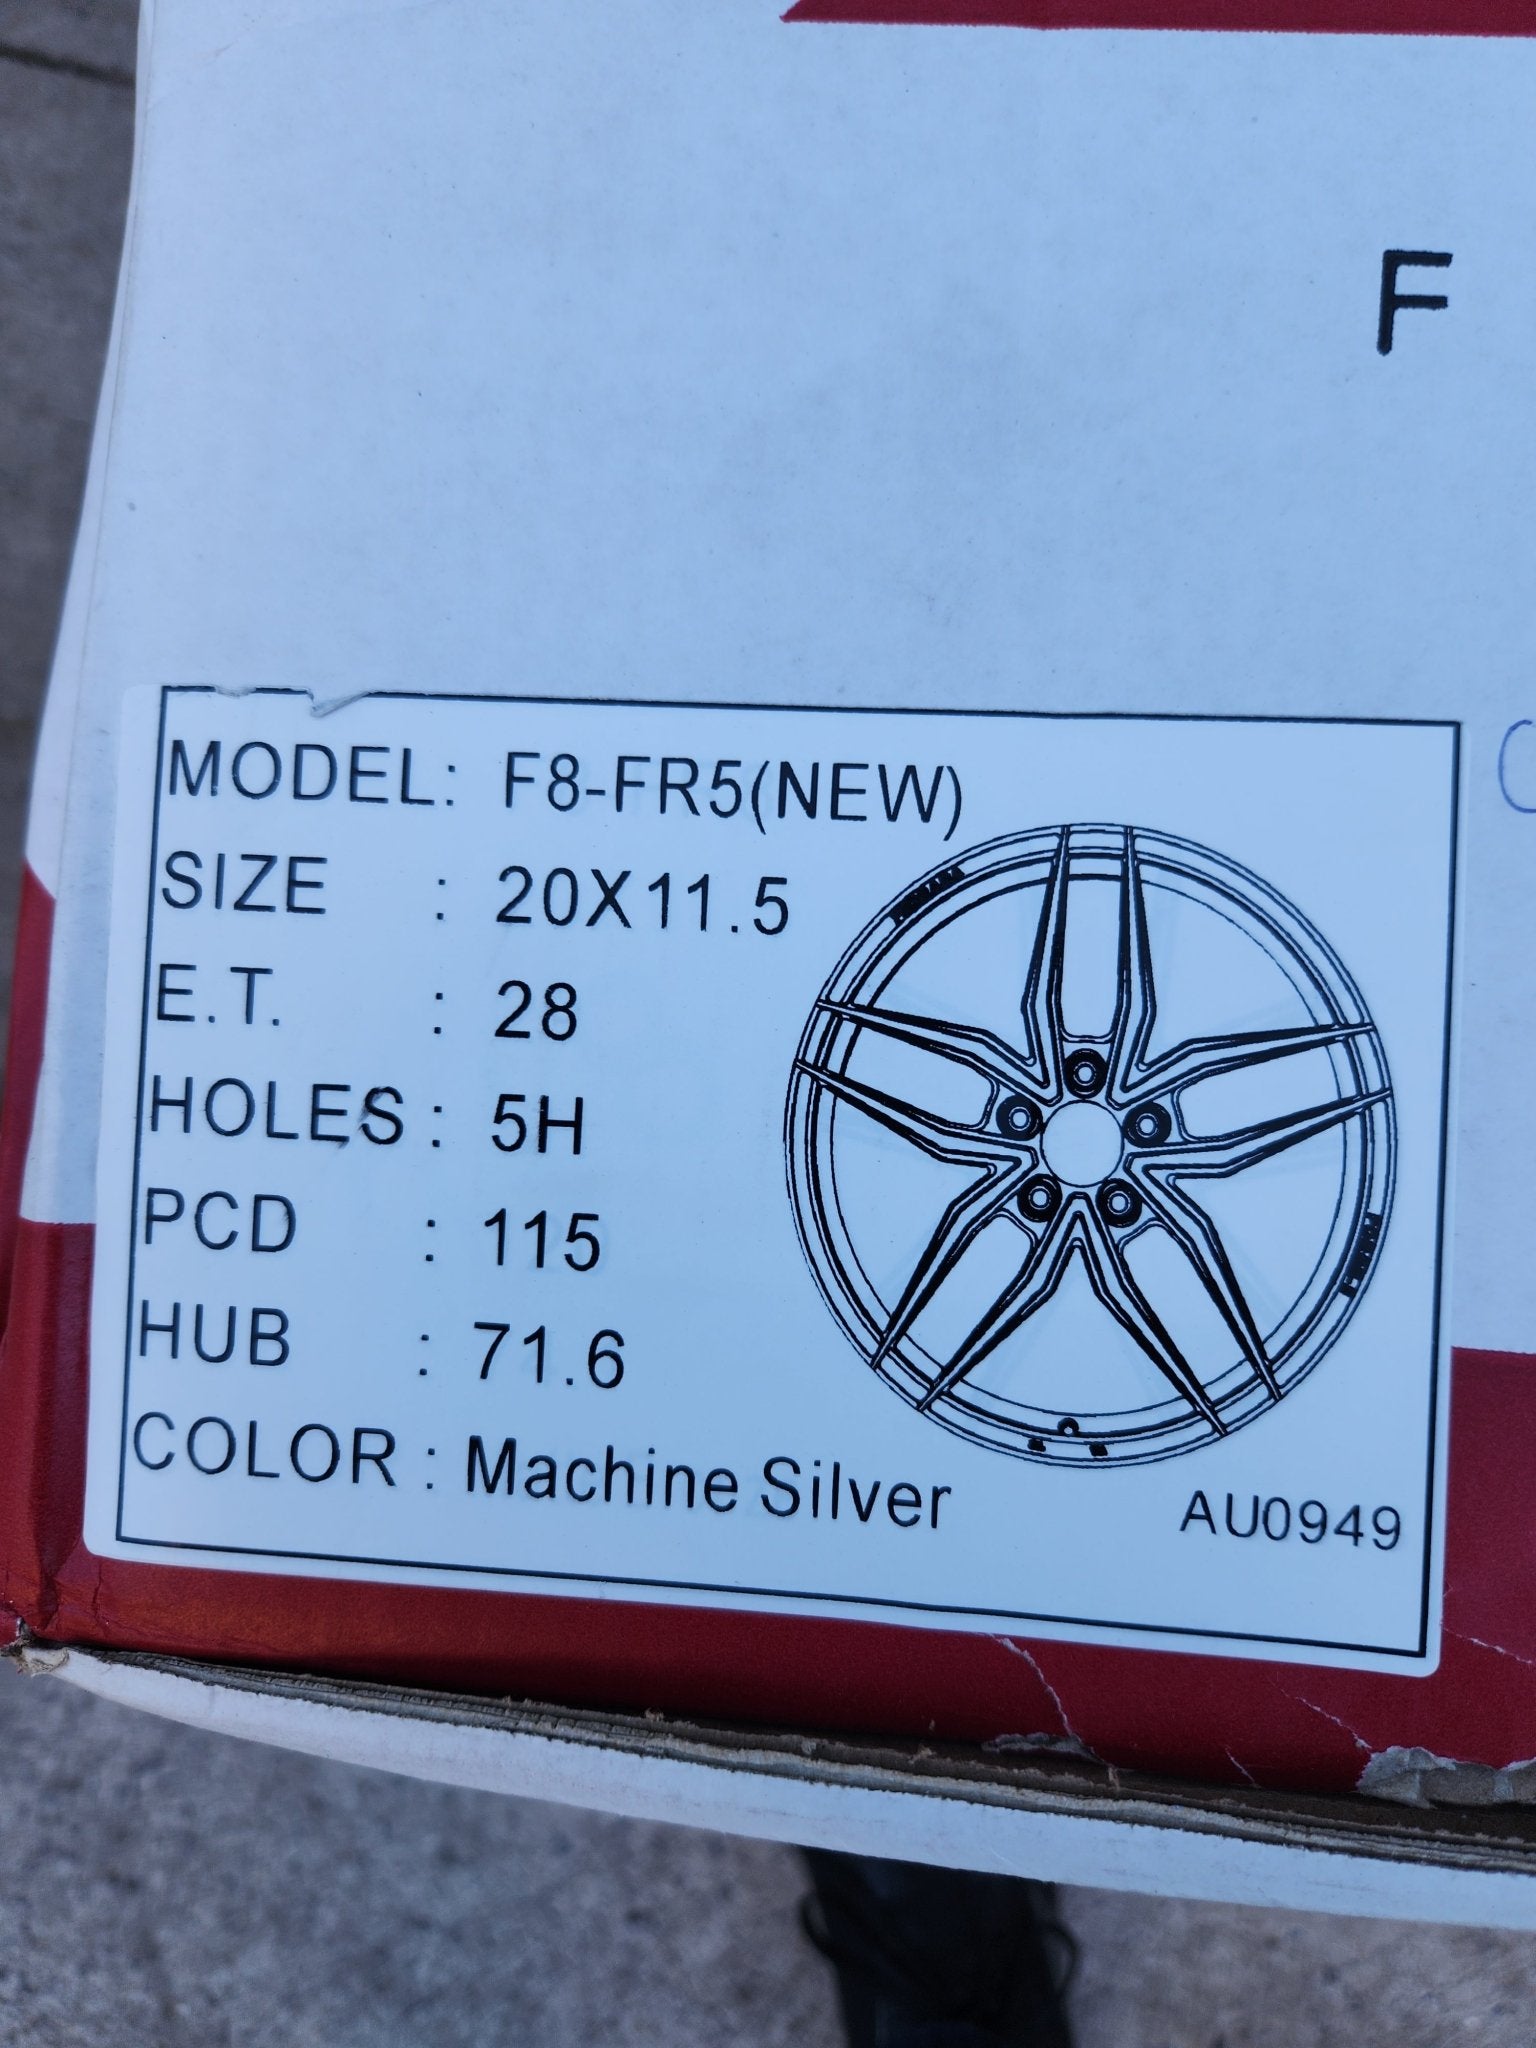 F
MODEL: F8-FR5(NEW)
SIZE : 20X11.5
E.T. : 28
HOLES : 5H
PCD : 115
HUB : 71.6
COLOR : Machine Silver
AU0949